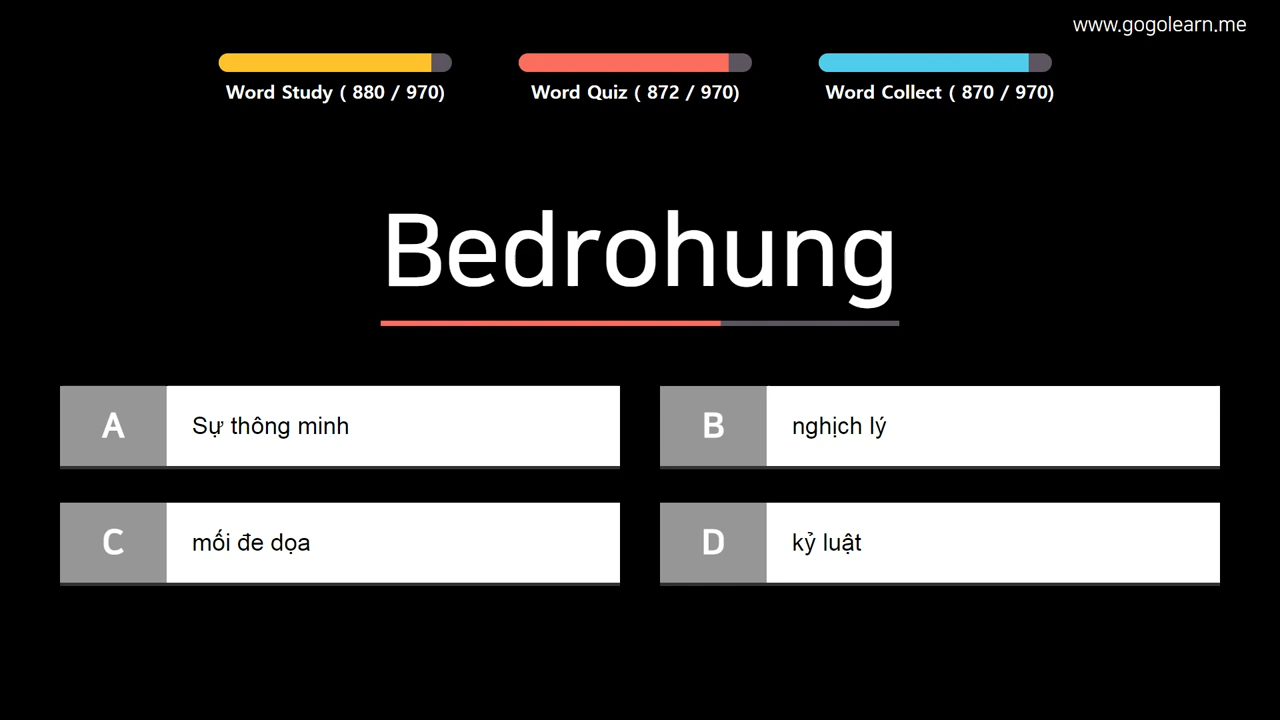 www.gogolearn.me
Word Study ( 880 / 970)
Word Quiz ( 872 / 970)
Word Collect ( 870 / 970)
Bedrohung
A
Sự thông minh
B
nghịch lý
C
mối đe dọa
D
kỷ luật